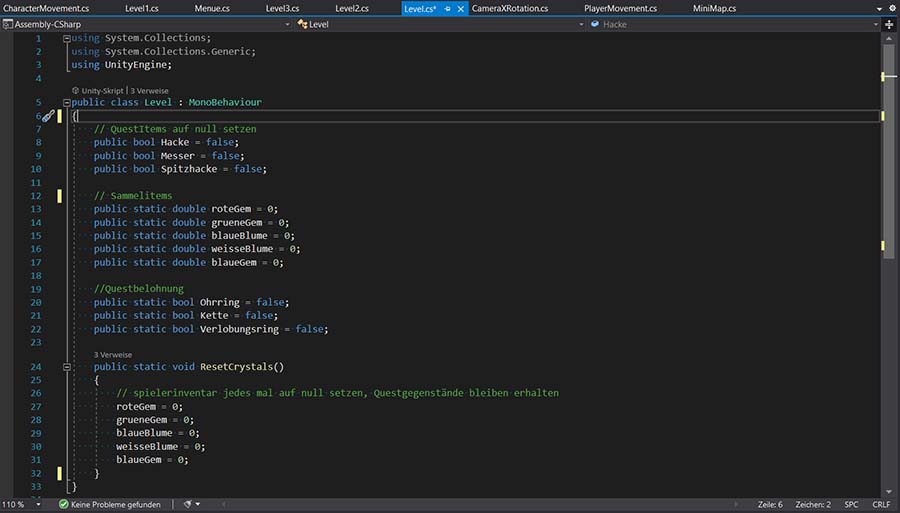 CharacterMovement.cs Level1.cs Menue.cs Level3.cs Level2.cs Level.cs* CameraXRotation.cs PlayerMovement.cs MiniMap.cs
Assembly-CSharp Level Hacke
1 using System.Collections;
2 using System.Collections.Generic;
3 using UnityEngine;
4
Unity-Skript | 3 Verweise
5 public class Level : MonoBehaviour
6 {
7 // QuestItems auf null setzen
8 public bool Hacke = false;
9 public bool Messer = false;
10 public bool Spitzhacke = false;
11
12 // Sammelitems
13 public static double roteGem = 0;
14 public static double grueneGem = 0;
15 public static double blaueBlume = 0;
16 public static double weisseBlume = 0;
17 public static double blaueGem = 0;
18
19 //Questbelohnung
20 public static bool Ohrring = false;
21 public static bool Kette = false;
22 public static bool Verlobungsring = false;
23
3 Verweise
24 public static void ResetCrystals()
25 {
26 // spielerinventar jedes mal auf null setzen, Questgegenstände bleiben erhalten
27 roteGem = 0;
28 grueneGem = 0;
29 blaueBlume = 0;
30 weisseBlume = 0;
31 blaueGem = 0;
32 }
33 }
110 % Keine Probleme gefunden Zeile: 6 Zeichen: 2 SPC CRLF